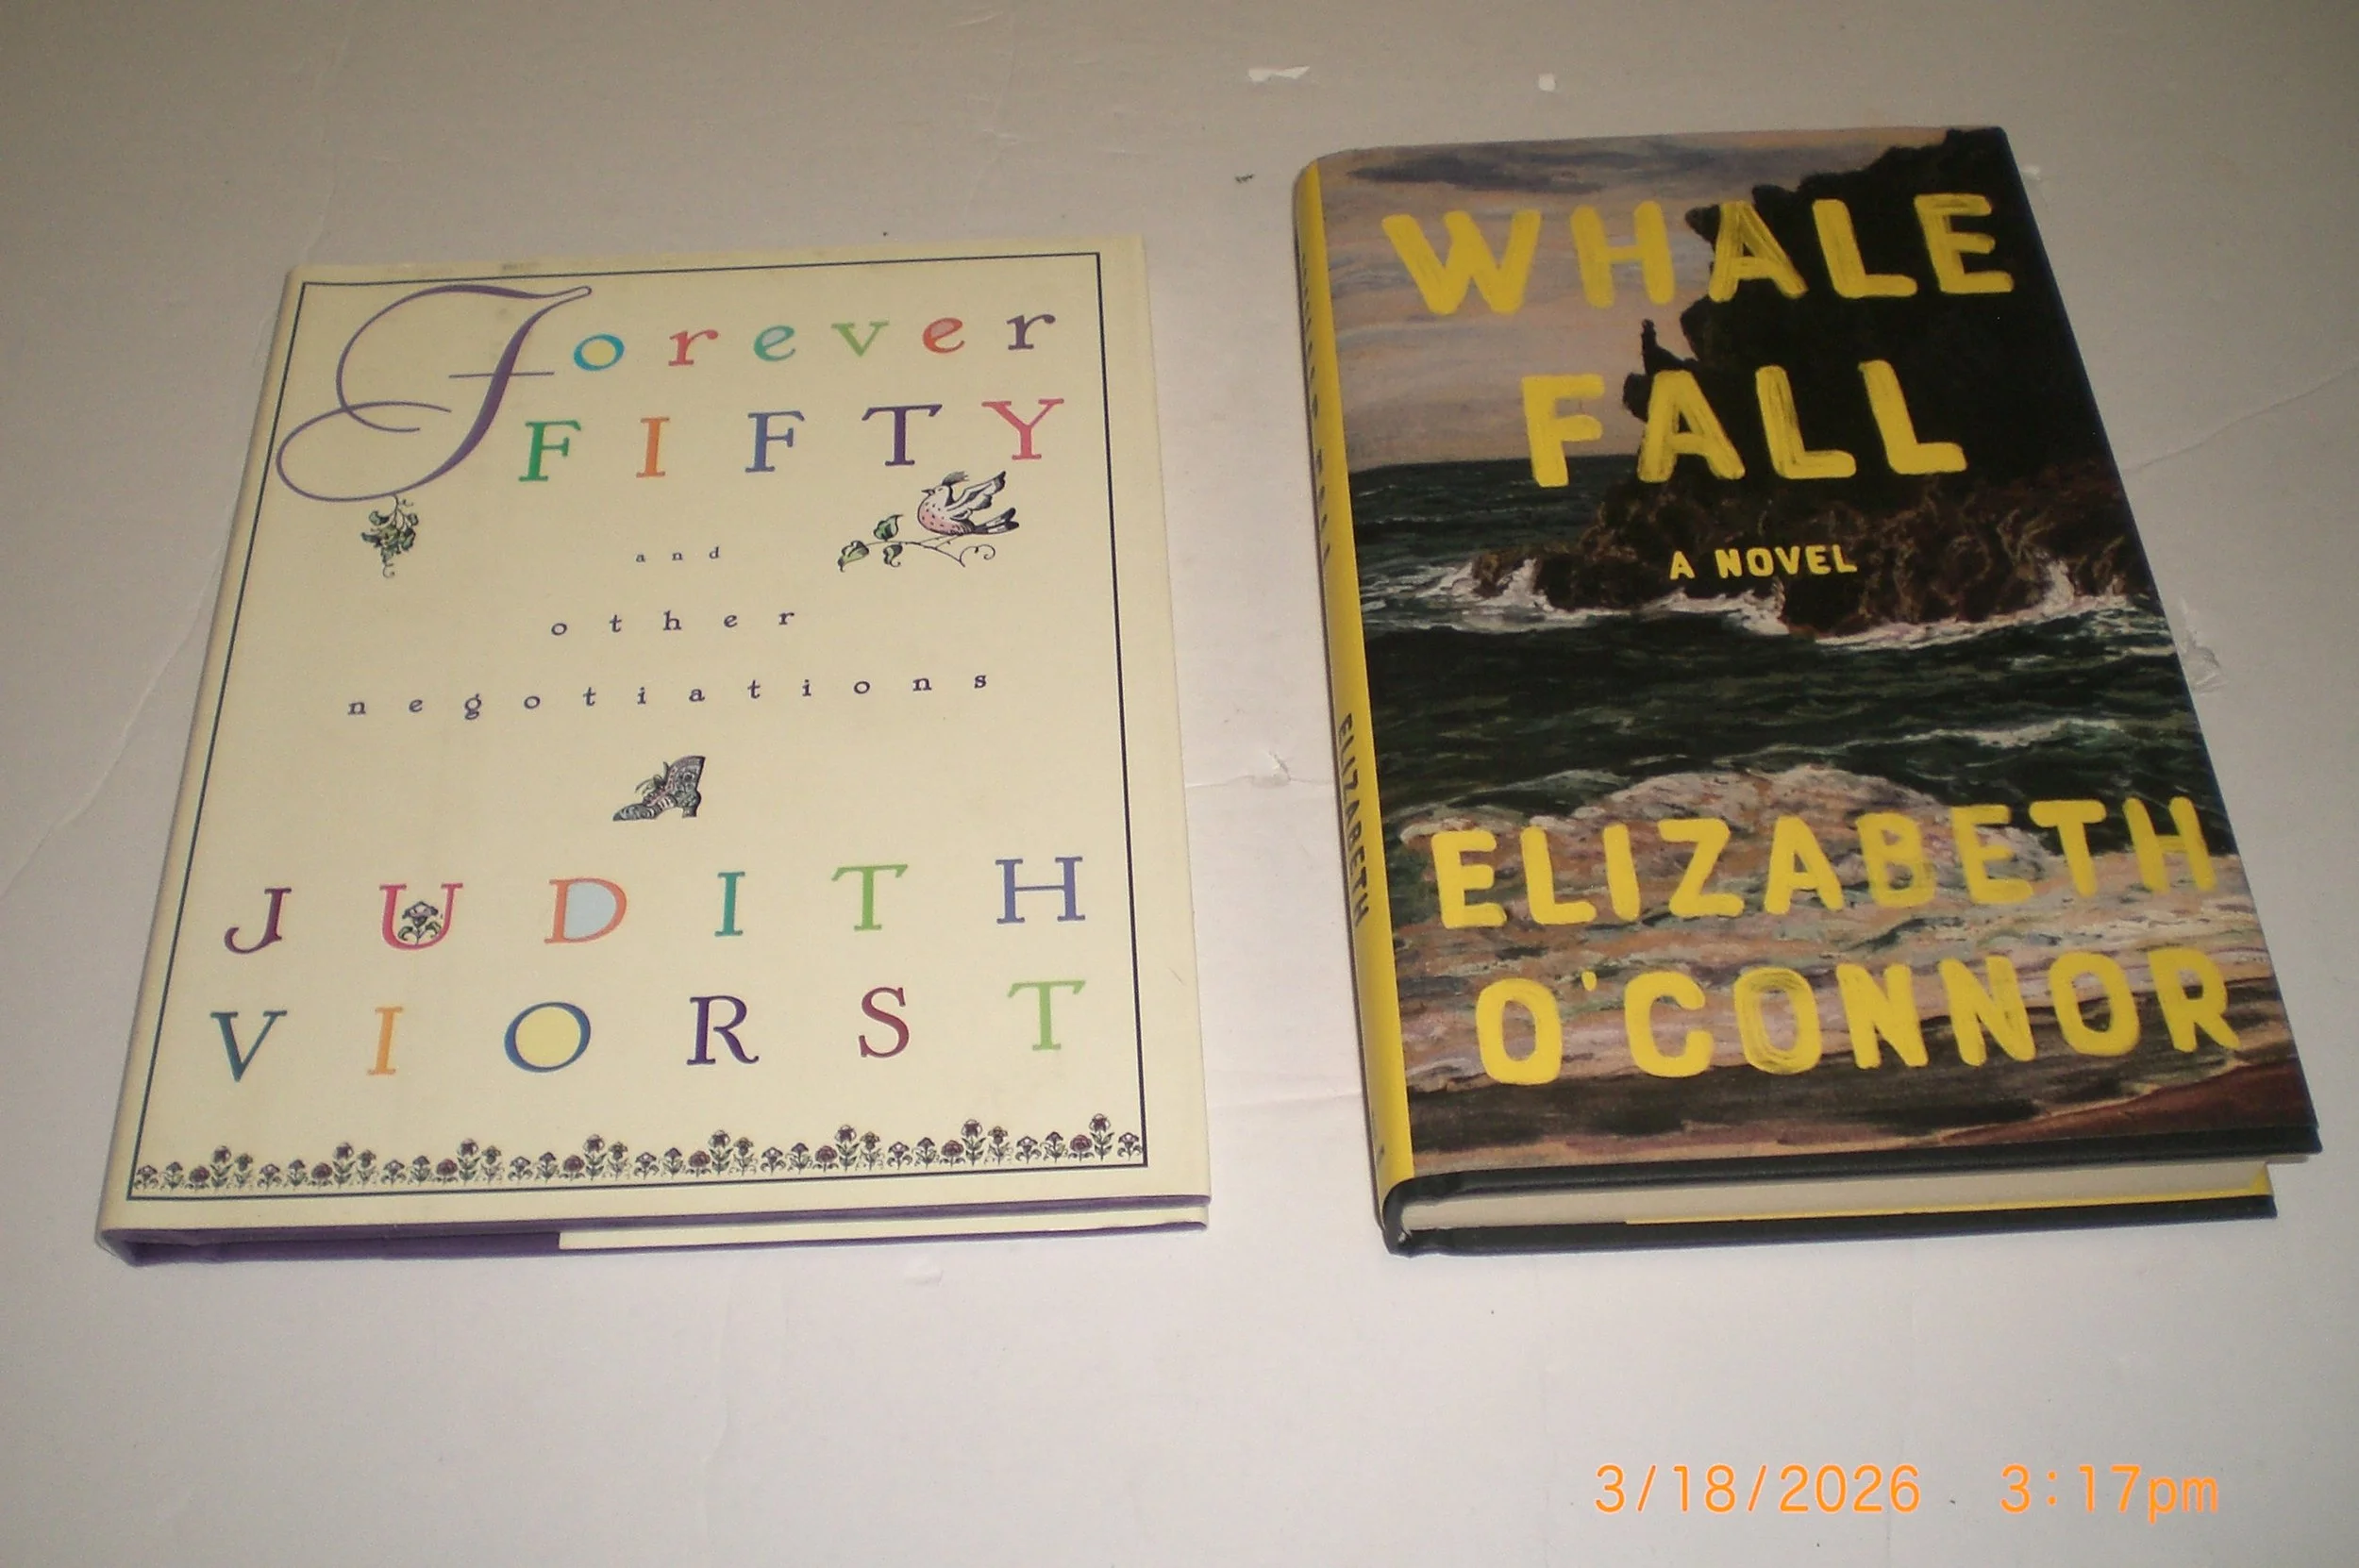 Forever
FIFTY
and
other
negotiations
JUDITH
VIORST
WHALE
FALL
A NOVEL
ELIZABETH
O'CONNOR
ELIZABETH
3/18/2026 3:17pm